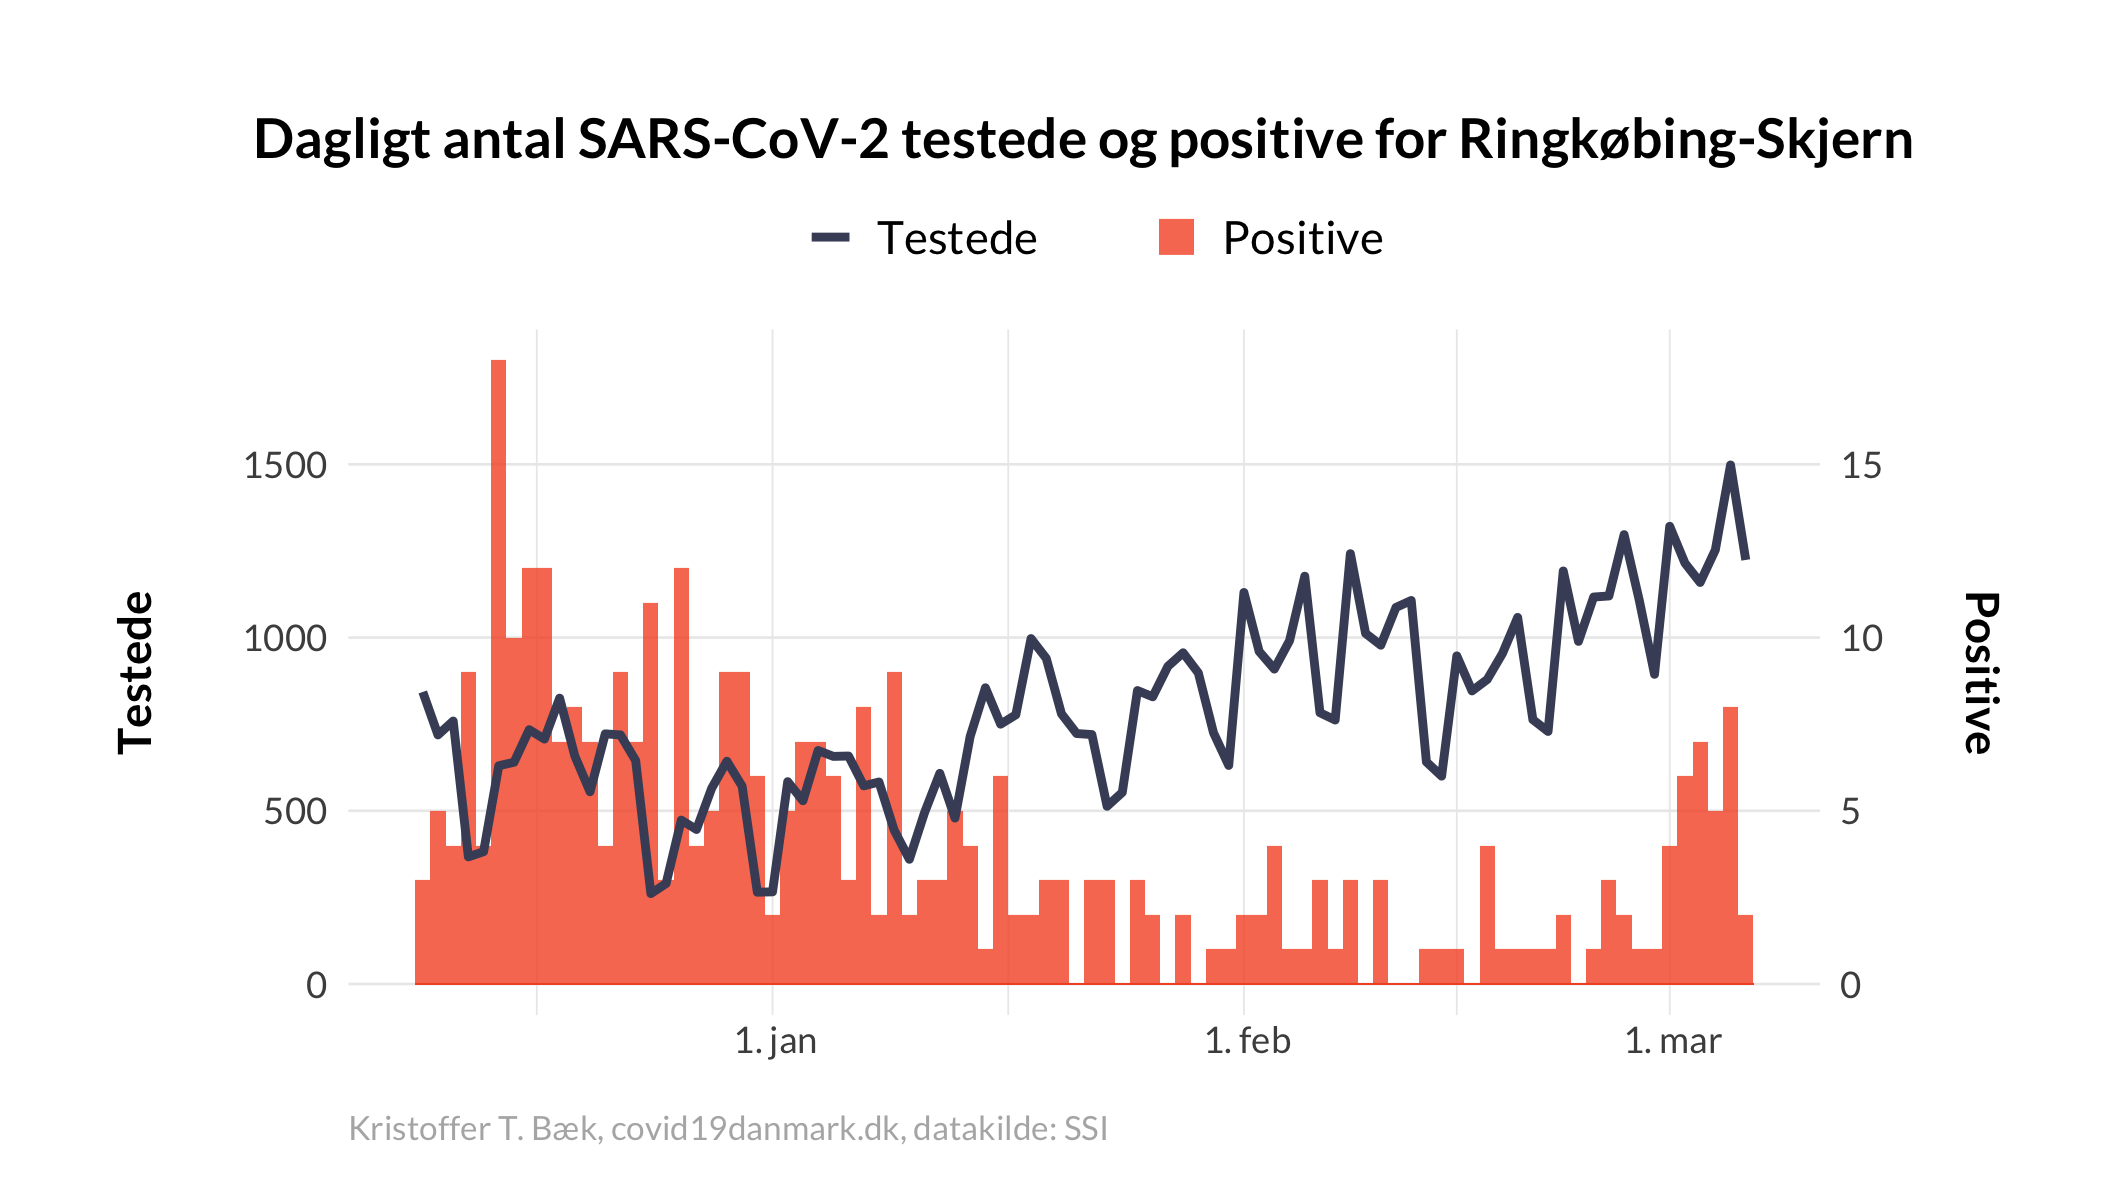 Dagligt antal SARS-CoV-2 testede og positive for Ringkøbing-Skjern
Testede Positive
1500 15
1000 10
500 5
0 0
Testede
Positive
1. jan 1. feb 1. mar
Kristoffer T. Bæk, covid19danmark.dk, datakilde: SSI